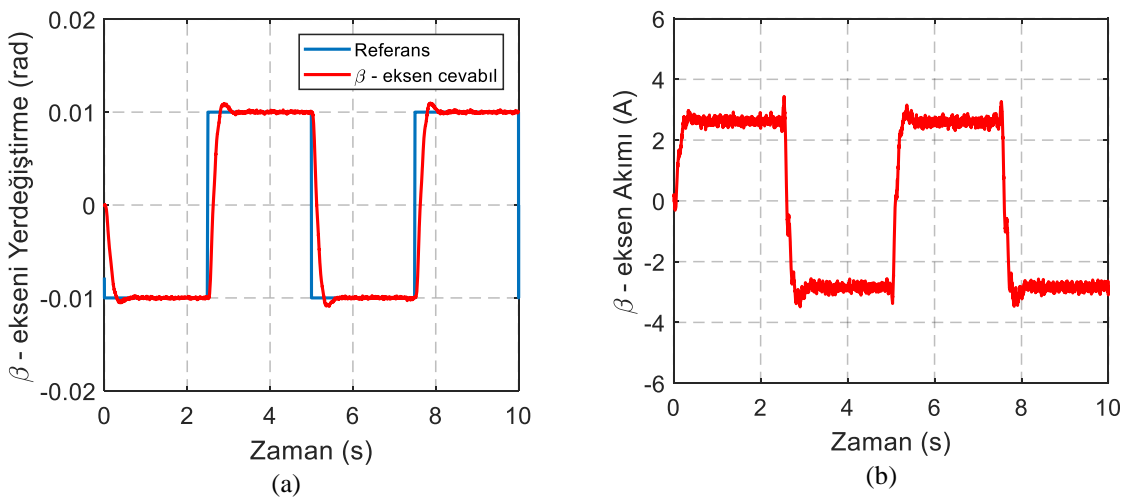 0.02
0.01
0
-0.01
-0.02
β - ekseni Yerdeğiştirme (rad)
Referans
β - eksen cevabıl
0 2 4 6 8 10
Zaman (s)
(a)
6
4
2
0
-2
-4
-6
β - eksen Akımı (A)
0 2 4 6 8 10
Zaman (s)
(b)